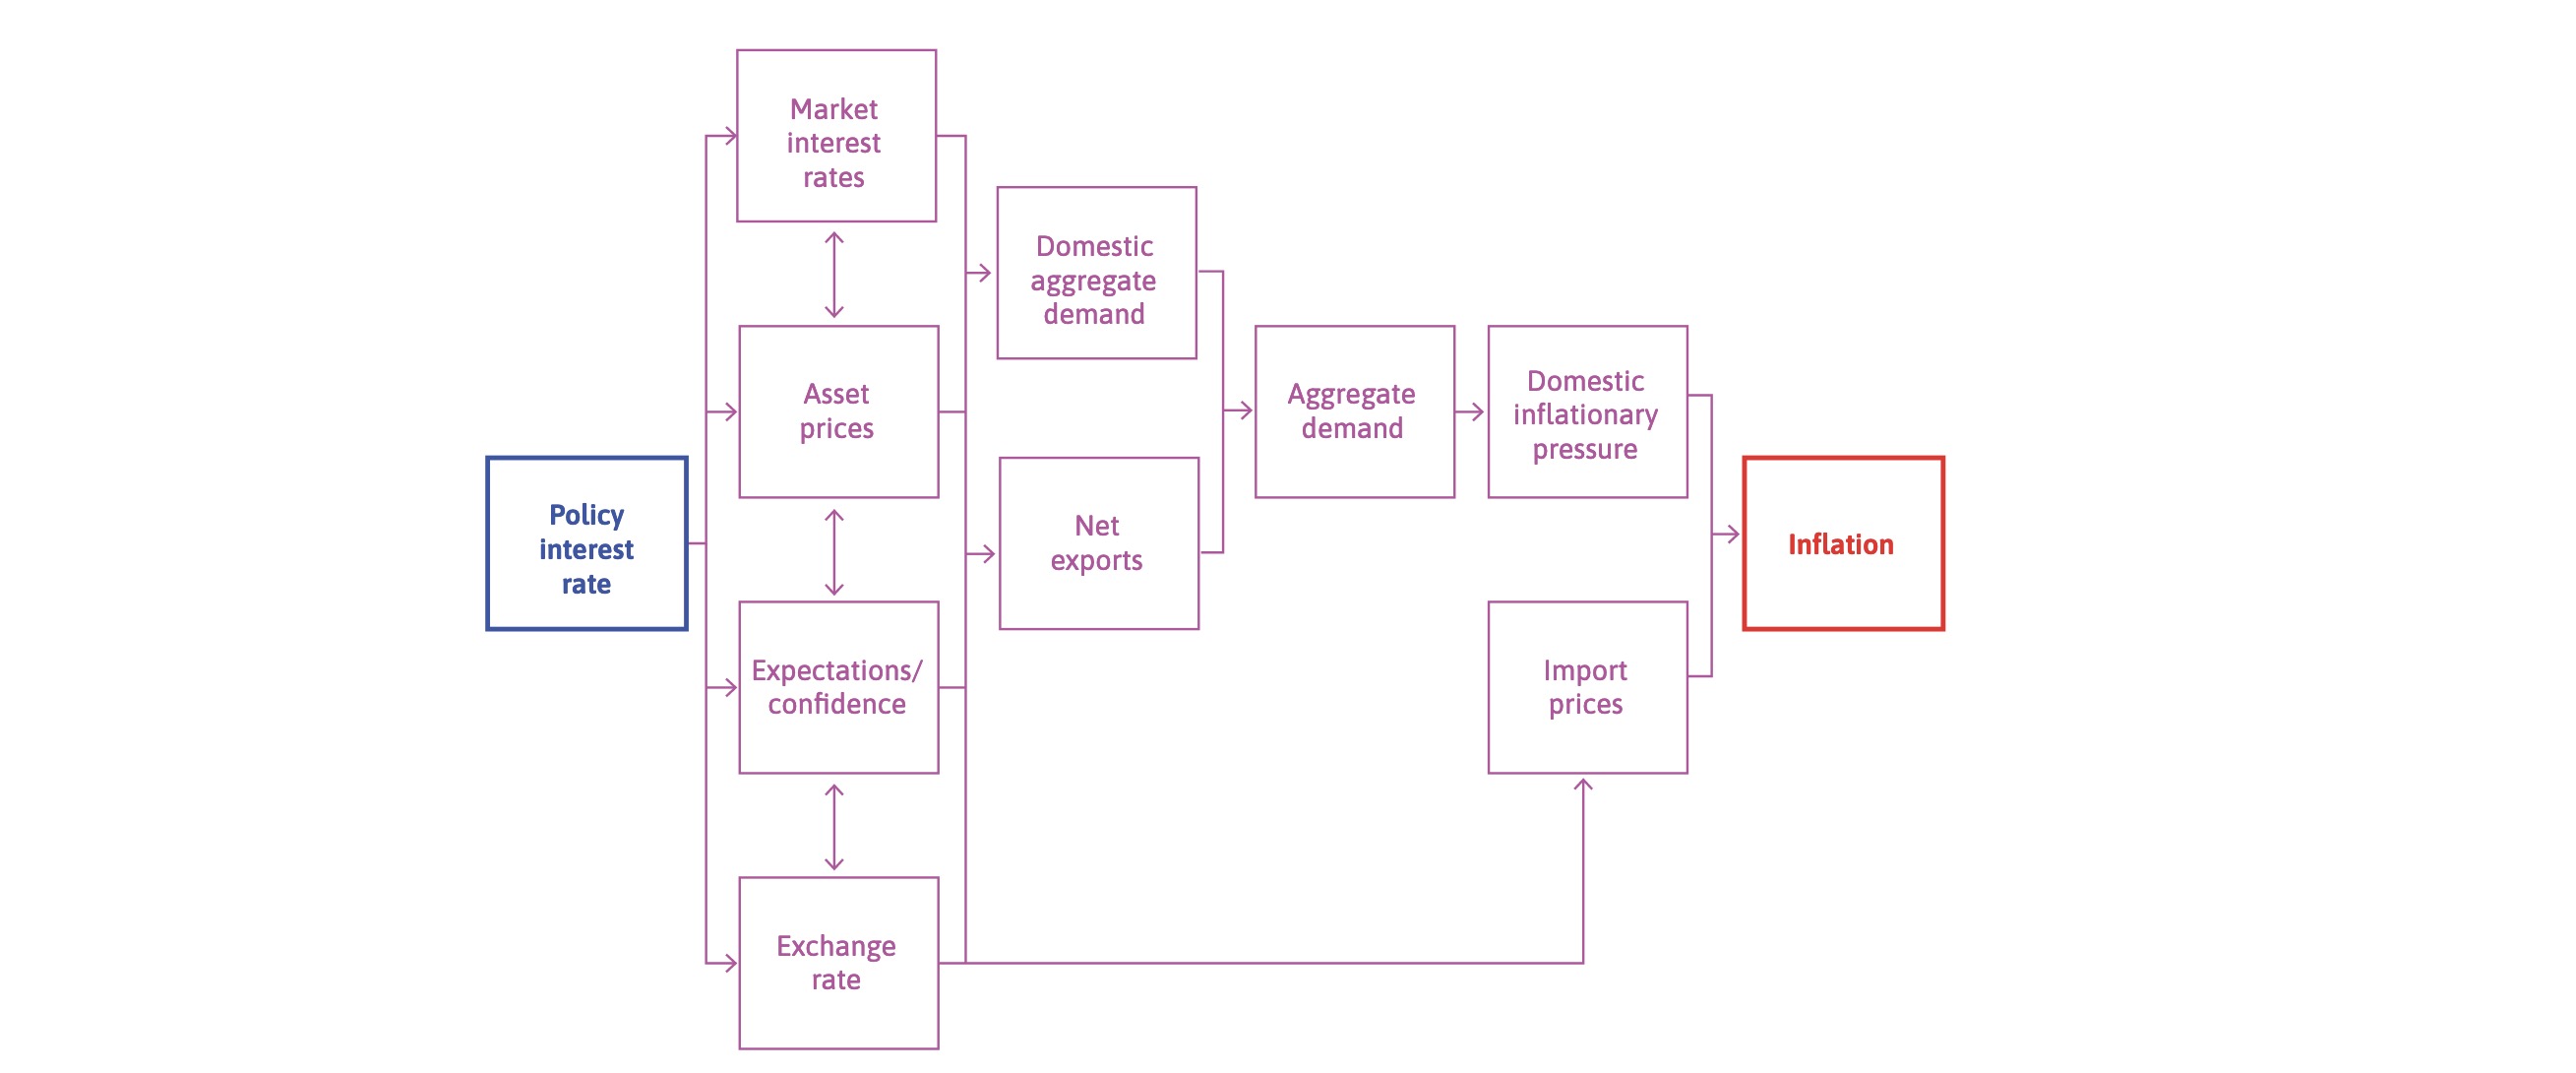 Market
interest
rates
Domestic
aggregate
demand
Asset
prices
Aggregate
demand
Domestic
inflationary
pressure
Policy
interest
rate
Net
exports
Inflation
Expectations/
confidence
Import
prices
Exchange
rate